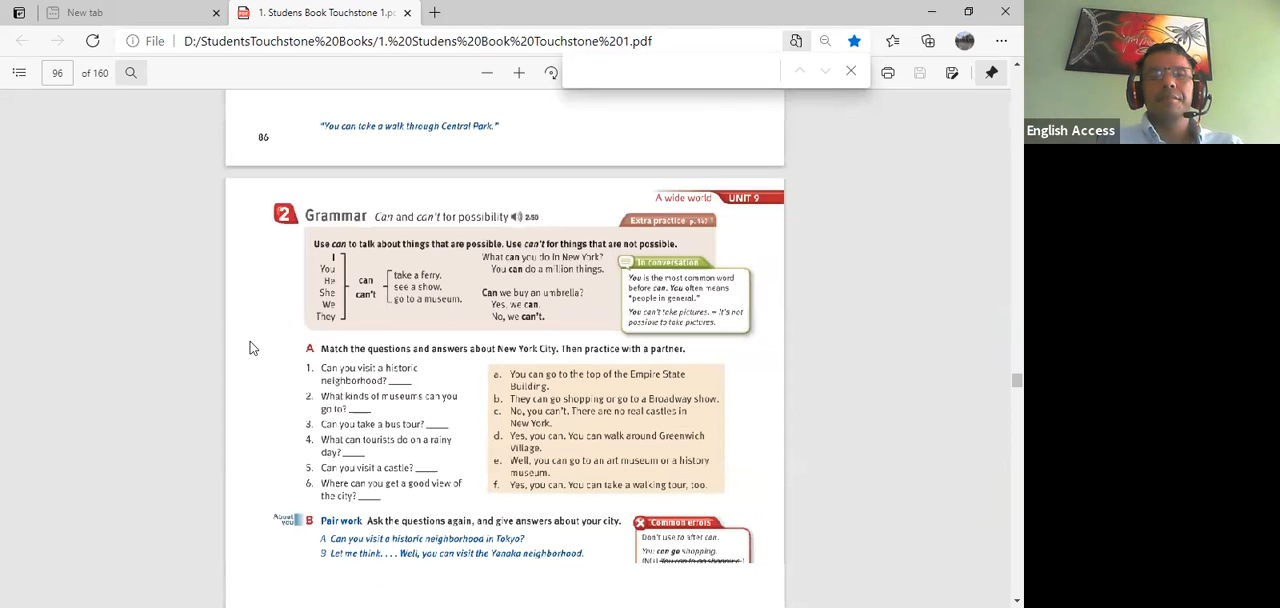 New tab
1. Studens Book Touchstone 1.pd
File
D:/StudentsTouchstone%20Books/1.%20Studens%20Book%20Touchstone%201.pdf
96
of 160
English Access
"You can take a walk through Central Park."
86
A wide world UNIT 9
2 Grammar Can and can't for possibility 2.50
Extra practice
Use can to talk about things that are possible. Use can't for things that are not possible.
I
You
He
She
We
They
can
can't
take a ferry.
see a show.
go to a museum.
What can you do in New York?
You can do a million things.
Can we buy an umbrella?
Yes, we can.
No, we can't.
In conversation
You is the most common word
before can. You often means
"people in general."
You can't take pictures. = It's not
possible to take pictures.
A Match the questions and answers about New York City. Then practice with a partner.
1. Can you visit a historic
neighborhood? ____
2. What kinds of museums can you
go to? ____
3. Can you take a bus tour? ____
4. What can tourists do on a rainy
day? ____
5. Can you visit a castle? ____
6. Where can you get a good view of
the city? ____
a. You can go to the top of the Empire State
Building.
b. They can go shopping or go to a Broadway show.
c. No, you can't. There are no real castles in
New York.
d. Yes, you can. You can walk around Greenwich
Village.
e. Well, you can go to an art museum or a history
museum.
f. Yes, you can. You can take a walking tour, too.
About
you
B Pair work Ask the questions again, and give answers about your city.
A Can you visit a historic neighborhood in Tokyo?
B Let me think. . . . Well, you can visit the Yanaka neighborhood.
Common errors
Don't use to after can.
You can go shopping.
(NOT You can to go shopping.)